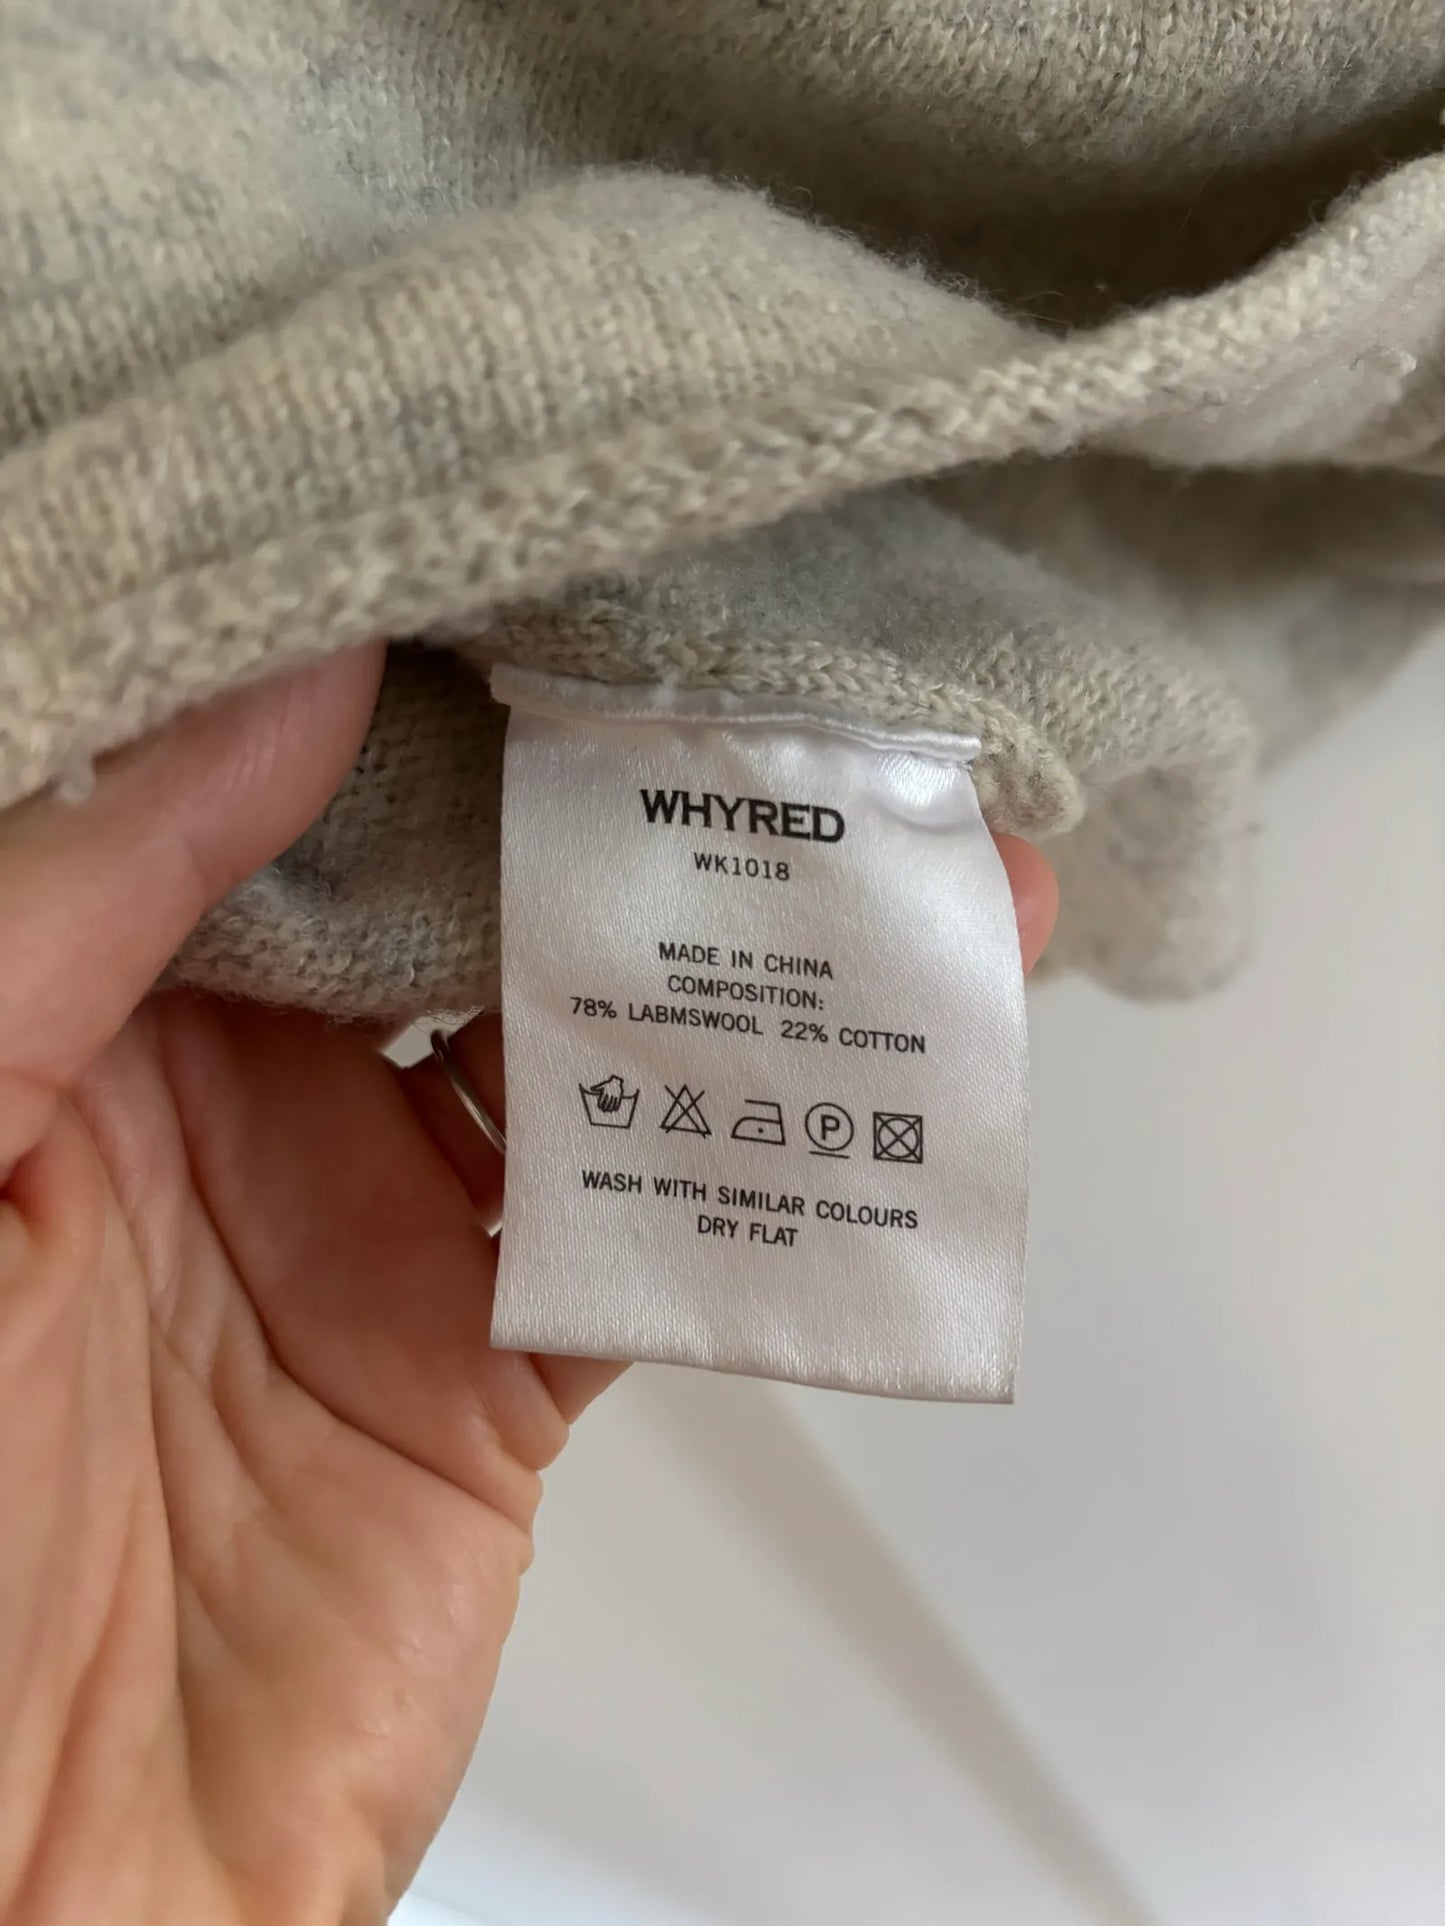 WHYRED
WK1018
MADE IN CHINA
COMPOSITION:
78% LABMSWOOL 22% COTTON
P
WASH WITH SIMILAR COLOURS
DRY FLAT